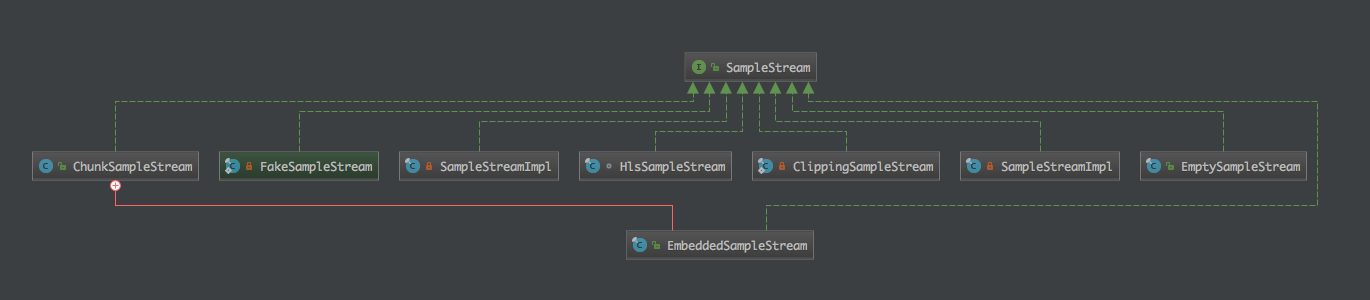 SampleStream
ChunkSampleStream
FakeSampleStream
SampleStreamImpl
HlsSampleStream
ClippingSampleStream
SampleStreamImpl
EmptySampleStream
EmbeddedSampleStream